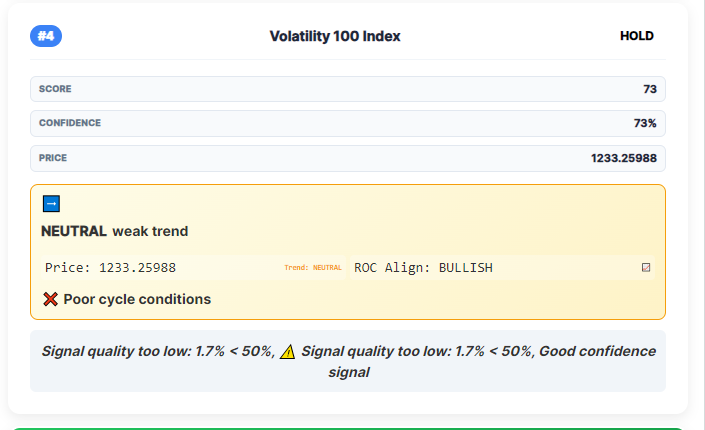 #4 Volatility 100 Index HOLD
SCORE 73
CONFIDENCE 73%
PRICE 1233.25988
➡️
NEUTRAL weak trend
Price: 1233.25988 Trend: NEUTRAL ROC Align: BULLISH ☑
❌ Poor cycle conditions
Signal quality too low: 1.7% < 50%, ⚠️ Signal quality too low: 1.7% < 50%, Good confidence
signal